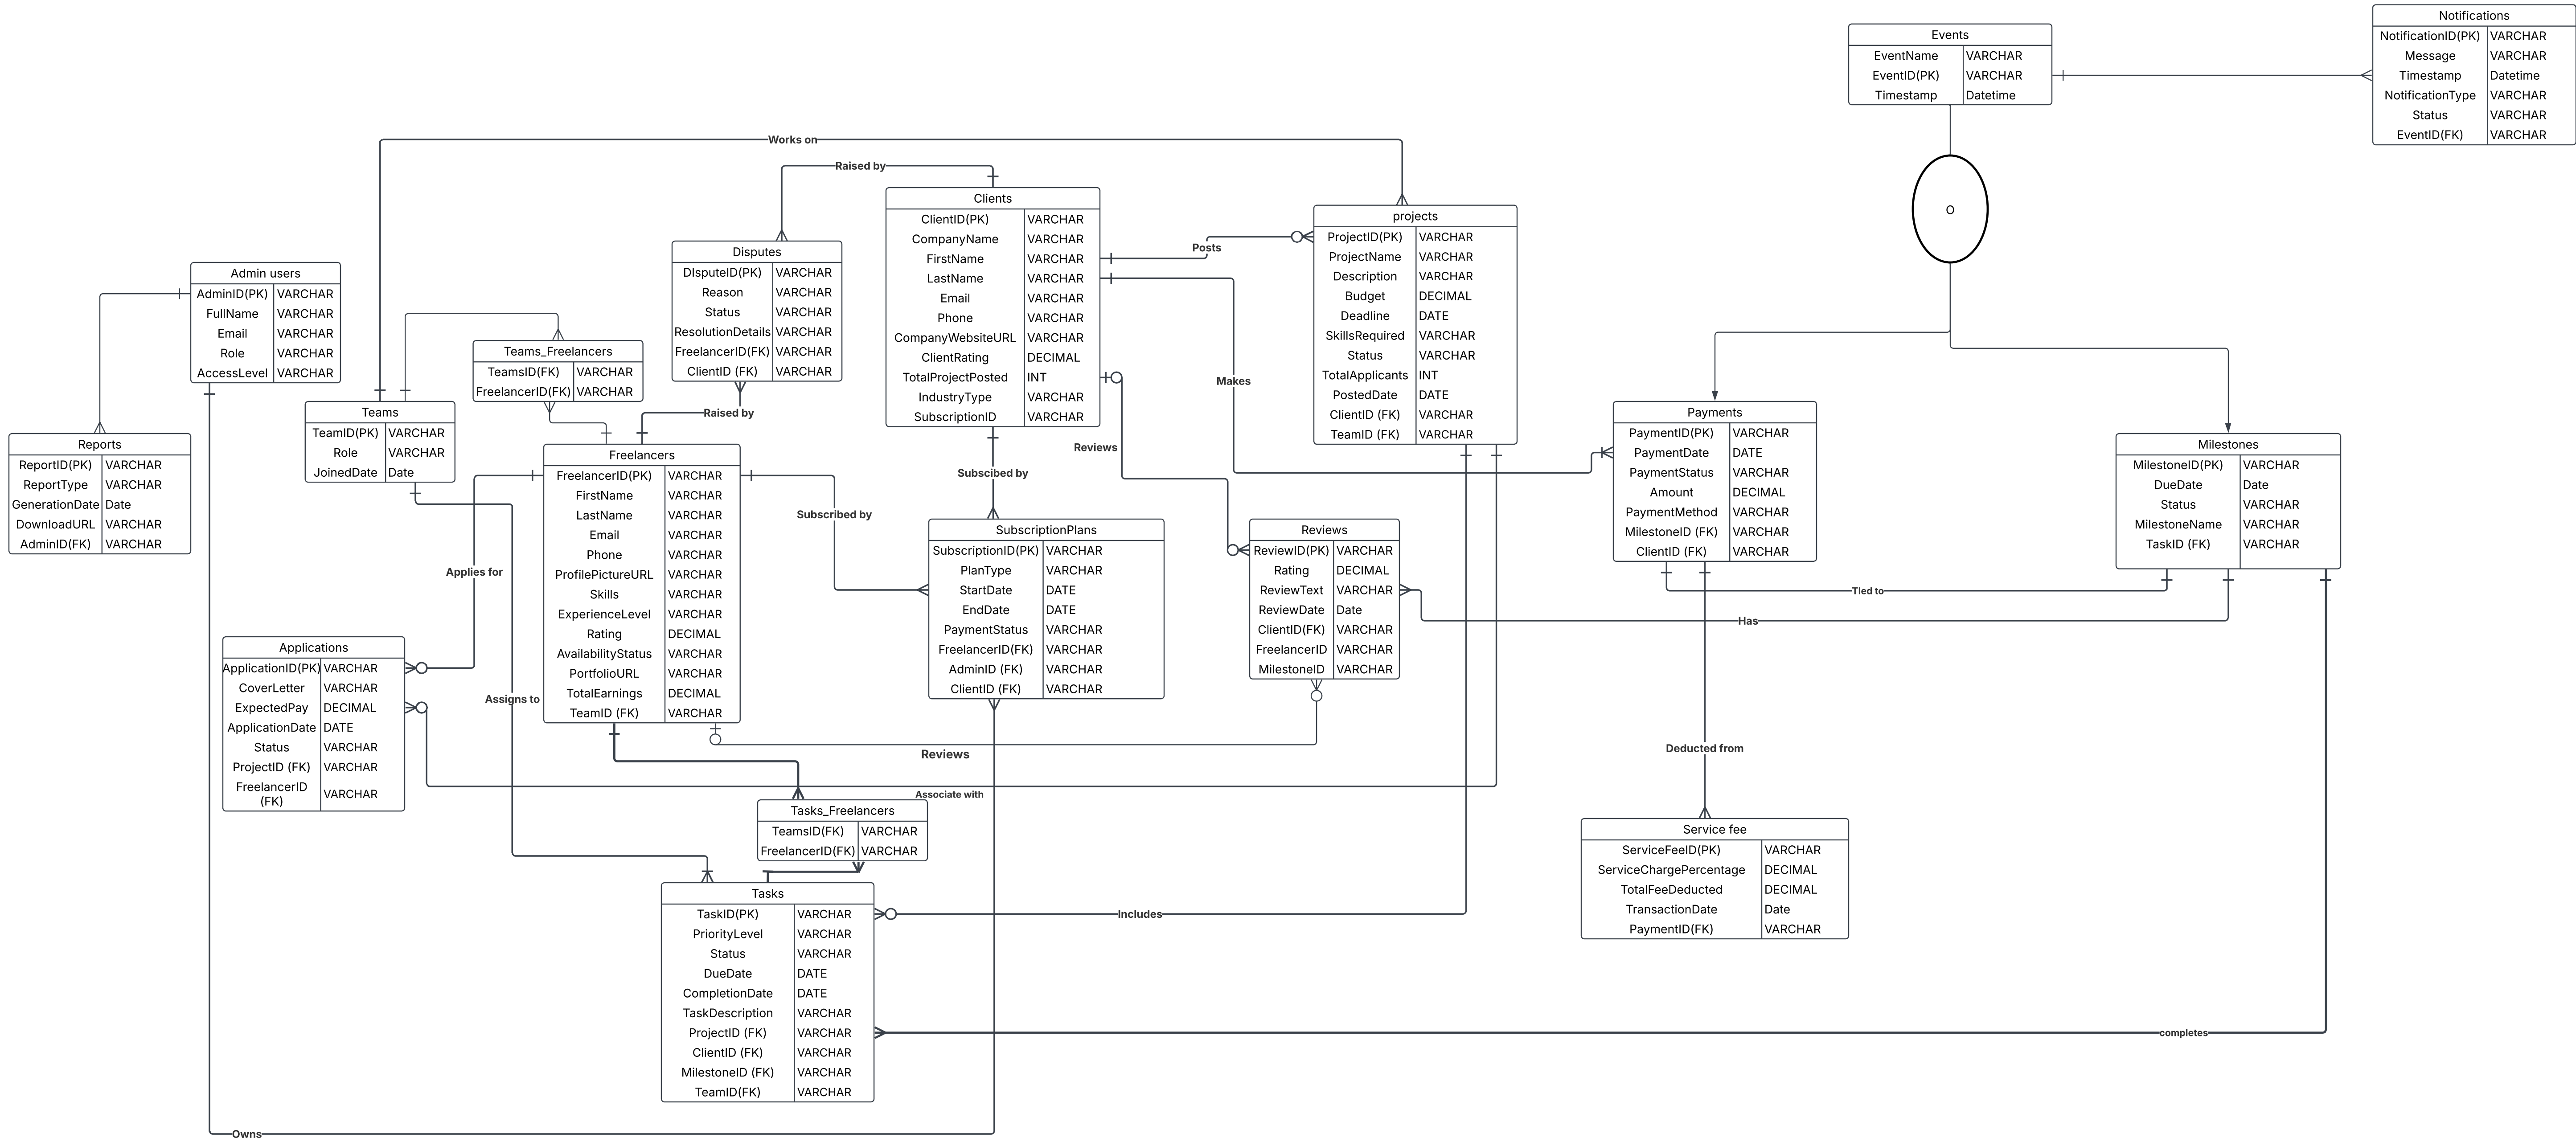 Notifications
NotificationID(PK) VARCHAR
Message VARCHAR
Timestamp Datetime
NotificationType VARCHAR
Status VARCHAR
EventID(FK) VARCHAR
Events
EventName VARCHAR
EventID(PK) VARCHAR
Timestamp Datetime
O
Works on
Raised by
Clients
ClientID(PK) VARCHAR
CompanyName VARCHAR
FirstName VARCHAR
LastName VARCHAR
Email VARCHAR
Phone VARCHAR
CompanyWebsiteURL VARCHAR
ClientRating DECIMAL
TotalProjectPosted INT
IndustryType VARCHAR
SubscriptionID VARCHAR
Posts
Makes
Reviews
projects
ProjectID(PK) VARCHAR
ProjectName VARCHAR
Description VARCHAR
Budget DECIMAL
Deadline DATE
SkillsRequired VARCHAR
Status VARCHAR
TotalApplicants INT
PostedDate DATE
ClientID (FK) VARCHAR
TeamID (FK) VARCHAR
Disputes
DIsputeID(PK) VARCHAR
Reason VARCHAR
Status VARCHAR
ResolutionDetails VARCHAR
FreelancerID(FK) VARCHAR
ClientID (FK) VARCHAR
Raised by
Admin users
AdminID(PK) VARCHAR
FullName VARCHAR
Email VARCHAR
Role VARCHAR
AccessLevel VARCHAR
Teams_Freelancers
TeamsID(FK) VARCHAR
FreelancerID(FK) VARCHAR
Teams
TeamID(PK) VARCHAR
Role VARCHAR
JoinedDate Date
Reports
ReportID(PK) VARCHAR
ReportType VARCHAR
GenerationDate Date
DownloadURL VARCHAR
AdminID(FK) VARCHAR
Freelancers
FreelancerID(PK) VARCHAR
FirstName VARCHAR
LastName VARCHAR
Email VARCHAR
Phone VARCHAR
ProfilePictureURL VARCHAR
Skills VARCHAR
ExperienceLevel VARCHAR
Rating DECIMAL
AvailabilityStatus VARCHAR
PortfolioURL VARCHAR
TotalEarnings DECIMAL
TeamID (FK) VARCHAR
Subscibed by
Subscribed by
SubscriptionPlans
SubscriptionID(PK) VARCHAR
PlanType VARCHAR
StartDate DATE
EndDate DATE
PaymentStatus VARCHAR
FreelancerID(FK) VARCHAR
AdminID (FK) VARCHAR
ClientID (FK) VARCHAR
Reviews
ReviewID(PK) VARCHAR
Rating DECIMAL
ReviewText VARCHAR
ReviewDate Date
ClientID(FK) VARCHAR
FreelancerID VARCHAR
MilestoneID VARCHAR
Payments
PaymentID(PK) VARCHAR
PaymentDate DATE
PaymentStatus VARCHAR
Amount DECIMAL
PaymentMethod VARCHAR
MilestoneID (FK) VARCHAR
ClientID (FK) VARCHAR
Milestones
MilestoneID(PK) VARCHAR
DueDate Date
Status VARCHAR
MilestoneName VARCHAR
TaskID (FK) VARCHAR
TIed to
Has
Applies for
Assigns to
Applications
ApplicationID(PK) VARCHAR
CoverLetter VARCHAR
ExpectedPay DECIMAL
ApplicationDate DATE
Status VARCHAR
ProjectID (FK) VARCHAR
FreelancerID
(FK) VARCHAR
Reviews
Deducted from
Associate with
Tasks_Freelancers
TeamsID(FK) VARCHAR
FreelancerID(FK) VARCHAR
Service fee
ServiceFeeID(PK) VARCHAR
ServiceChargPercentage DECIMAL
TotalFeeDeducted DECIMAL
TransactionDate Date
PaymentID(FK) VARCHAR
Tasks
TaskID(PK) VARCHAR
PriorityLevel VARCHAR
Status VARCHAR
DueDate DATE
CompletionDate DATE
TaskDescription VARCHAR
ProjectID (FK) VARCHAR
ClientID (FK) VARCHAR
MilestoneID (FK) VARCHAR
TeamID(FK) VARCHAR
Includes
completes
Owns